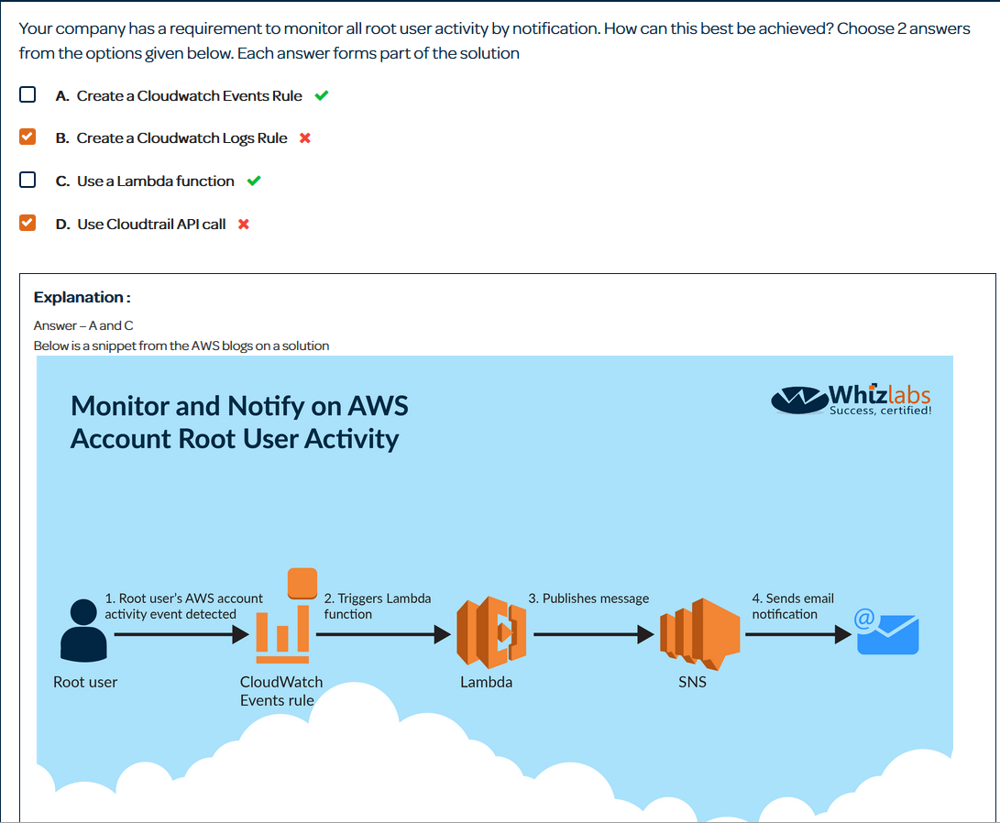 Your company has a requirement to monitor all root user activity by notification. How can this best be achieved? Choose 2 answers
from the options given below. Each answer forms part of the solution
A. Create a Cloudwatch Events Rule
B. Create a Cloudwatch Logs Rule
C. Use a Lambda function
D. Use Cloudtrail API call
Explanation :
Answer – A and C
Below is a snippet from the AWS blogs on a solution
Monitor and Notify on AWS
Account Root User Activity
Whizlabs
Success, certified!
1. Root user's AWS account
activity event detected
2. Triggers Lambda
function
3. Publishes message
4. Sends email
notification
@
Root user
CloudWatch
Events rule
Lambda
SNS